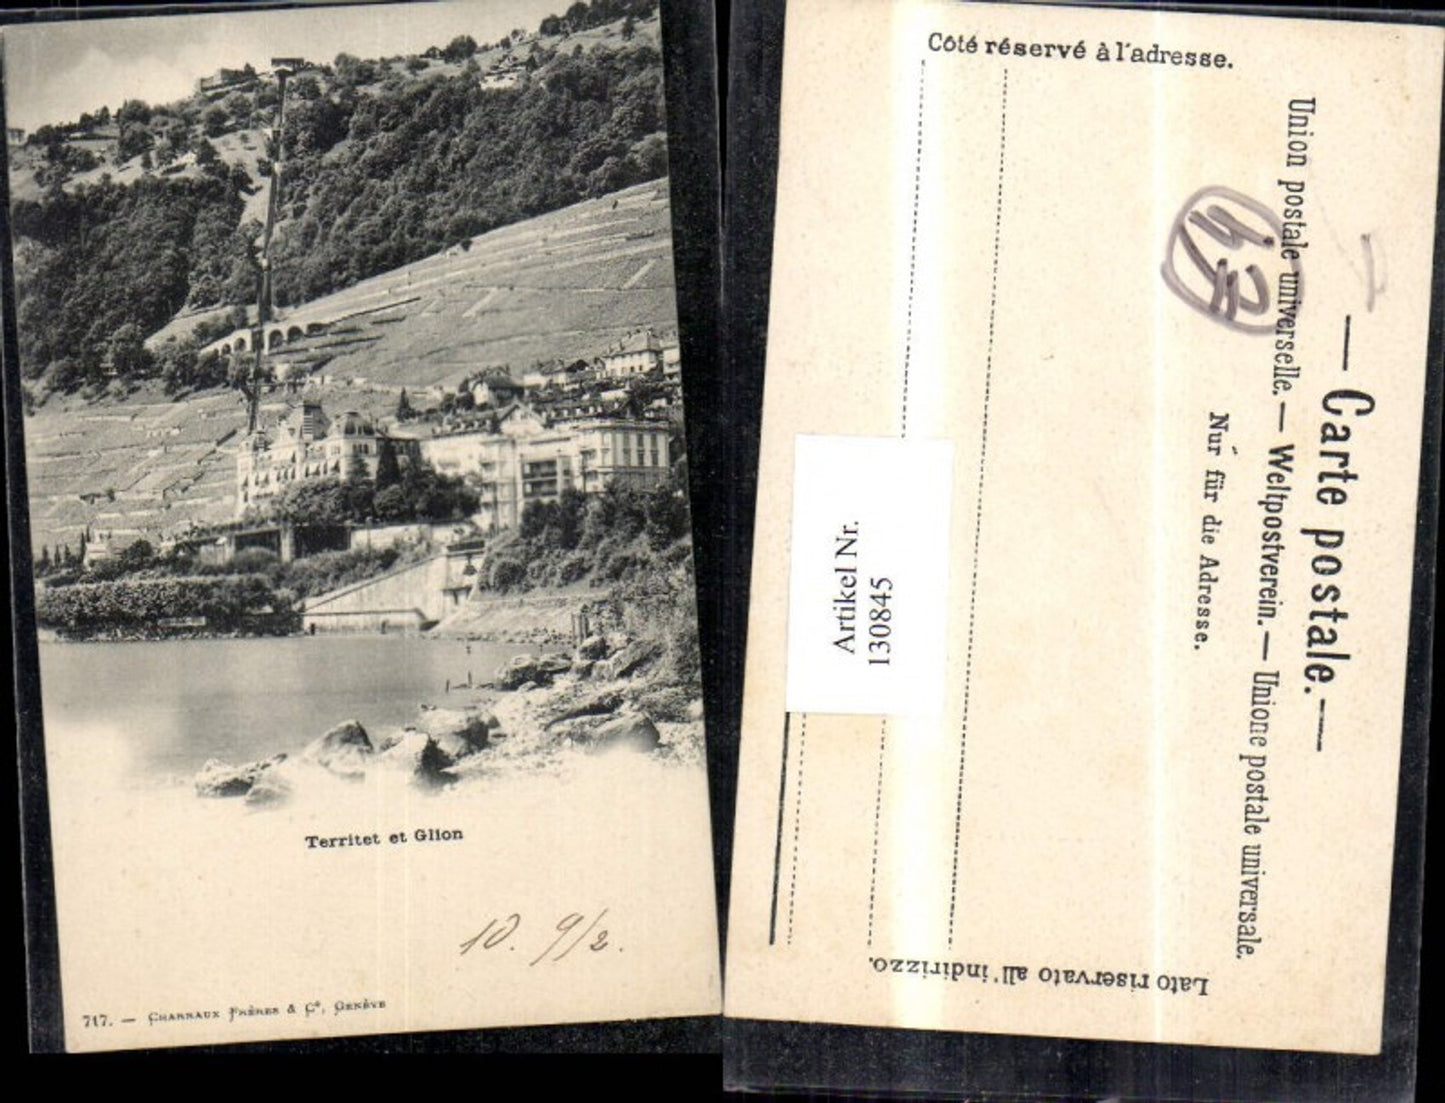 Territet et Glion
10. 9/2.
717. — Charnaux Frères & Cº, Genève
Côté réservé à l'adresse.
— Carte postale. —
Union postale universelle. — Weltpostverein. — Unione postale universale.
Nur für die Adresse.
Lato riservato all'indirizzo.
Artikel Nr.
130845